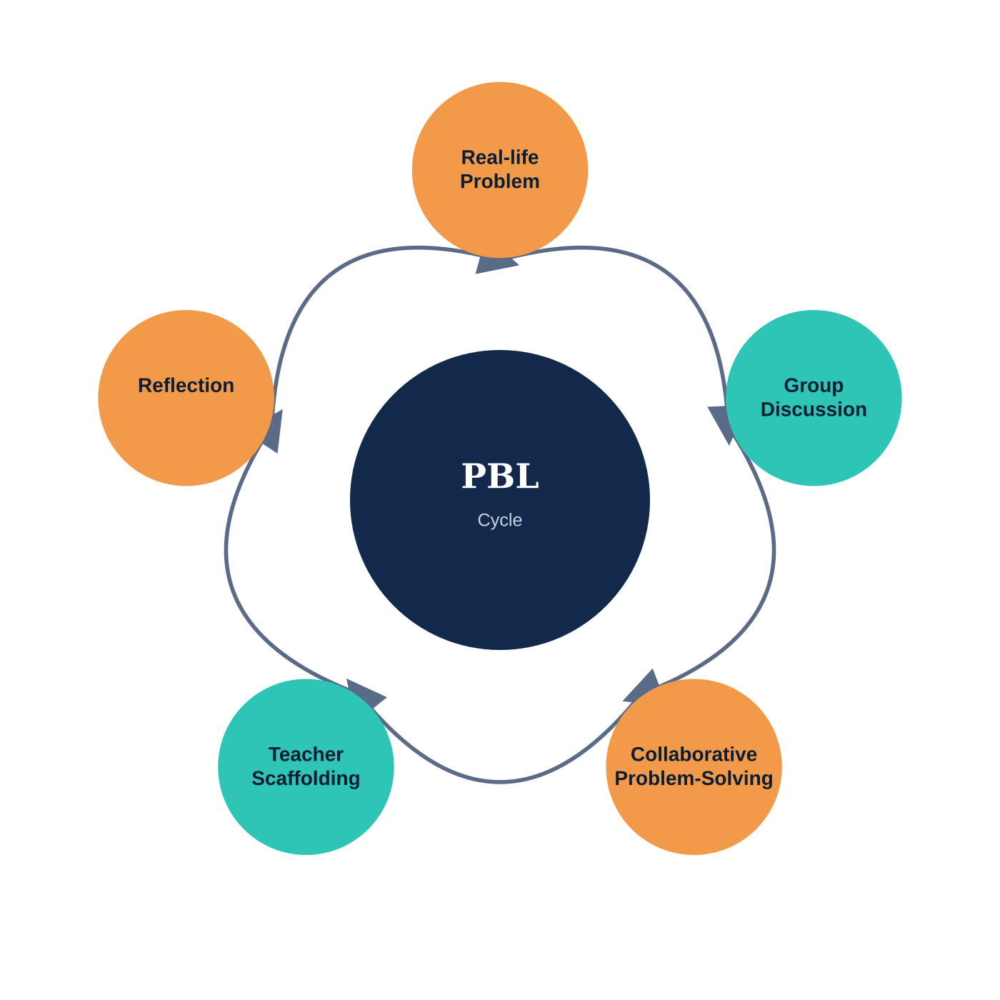 Real-life
Problem
Reflection
Group
Discussion
PBL
Cycle
Teacher
Scaffolding
Collaborative
Problem-Solving